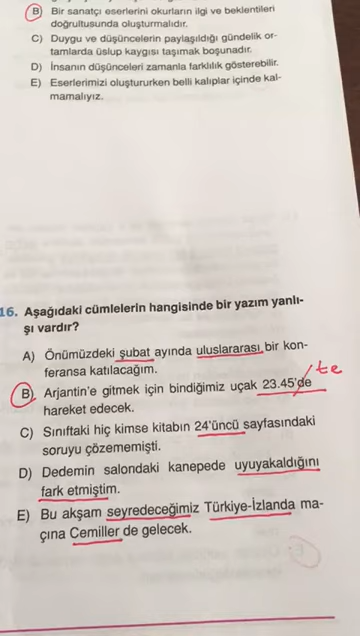 B) Bir sanatçı eserlerini okurların ilgi ve beklentileri
doğrultusunda oluşturmalıdır.
C) Duygu ve düşüncelerin paylaşıldığı gündelik or-
tamlarda üslup kaygısı taşımak boşunadır.
D) İnsanın düşünceleri zamanla farklılık gösterebilir.
E) Eserlerimizi oluştururken belli kalıplar içinde kal-
mamalıyız.
16. Aşağıdaki cümlelerin hangisinde bir yazım yanlı-
şı vardır?
A) Önümüzdeki şubat ayında uluslararası bir kon-
feransa katılacağım.
te
B) Arjantin'e gitmek için bindiğimiz uçak 23.45'de
hareket edecek.
C) Sınıftaki hiç kimse kitabın 24'üncü sayfasındaki
soruyu çözememişti.
D) Dedemin salondaki kanepede uyuyakaldığını
fark etmiştim.
E) Bu akşam seyredeceğimiz Türkiye-İzlanda ma-
çına Cemiller de gelecek.